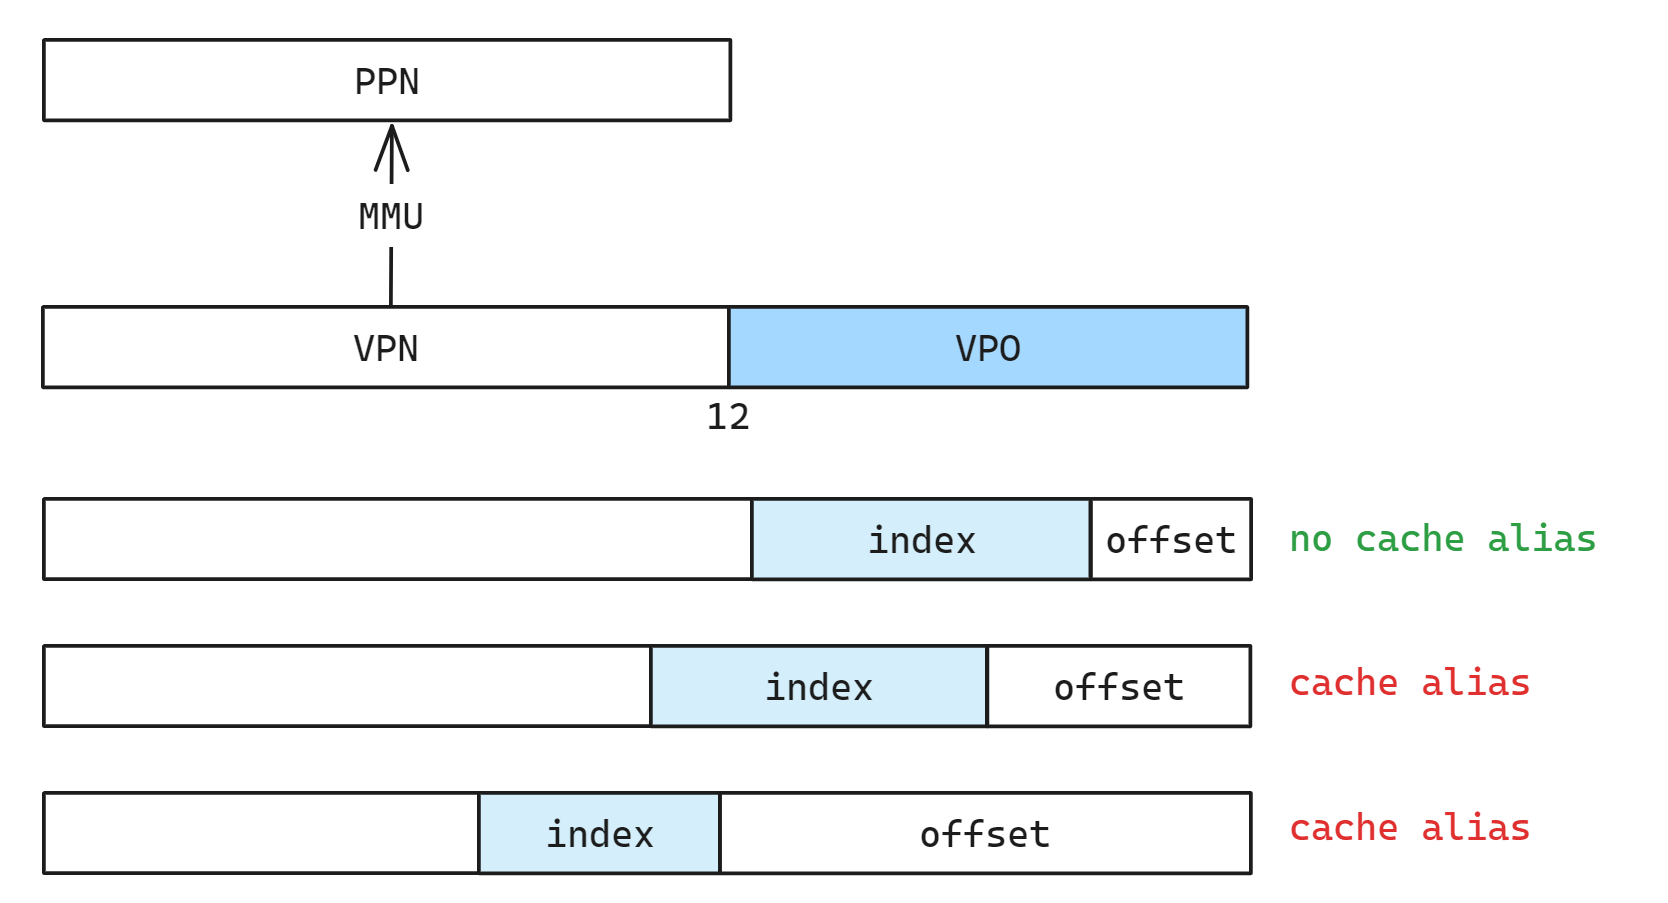 PPN
MMU
VPN VPO
12
index offset no cache alias
index offset cache alias
index offset cache alias